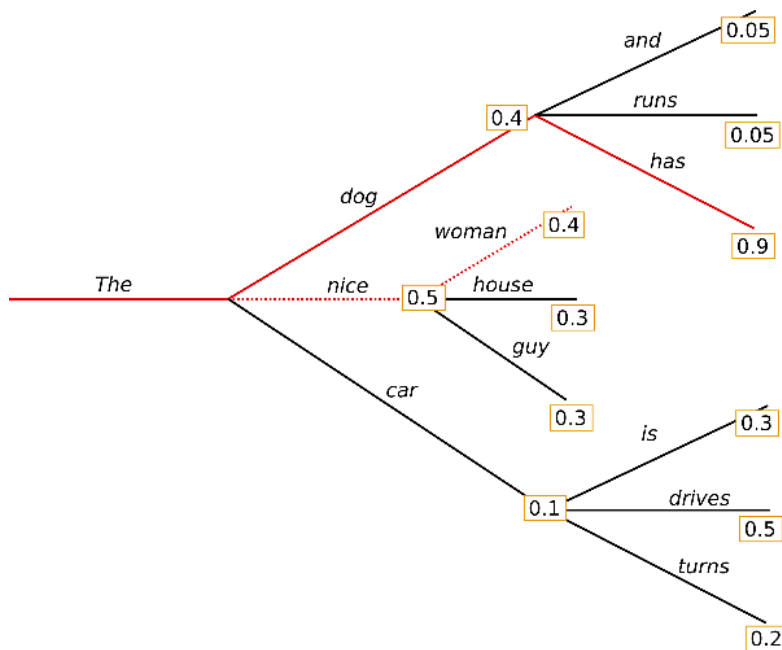 and
0.05
runs
0.4
0.05
has
dog
woman
0.4
0.9
The
nice
0.5
house
0.3
guy
car
0.3
is
0.3
drives
0.1
0.5
turns
0.2